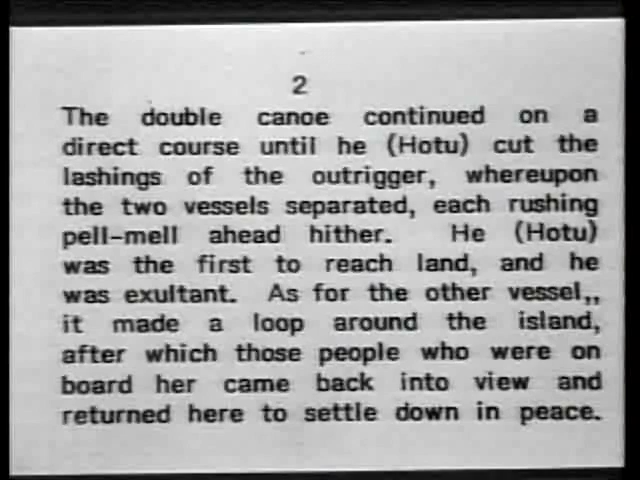 2
The double canoe continued on a
direct course until he (Hotu) cut the
lashings of the outrigger, whereupon
the two vessels separated, each rushing
pell-mell ahead hither. He (Hotu)
was the first to reach land, and he
was exultant. As for the other vessel,,
it made a loop around the island,
after which those people who were on
board her came back into view and
returned here to settle down in peace.